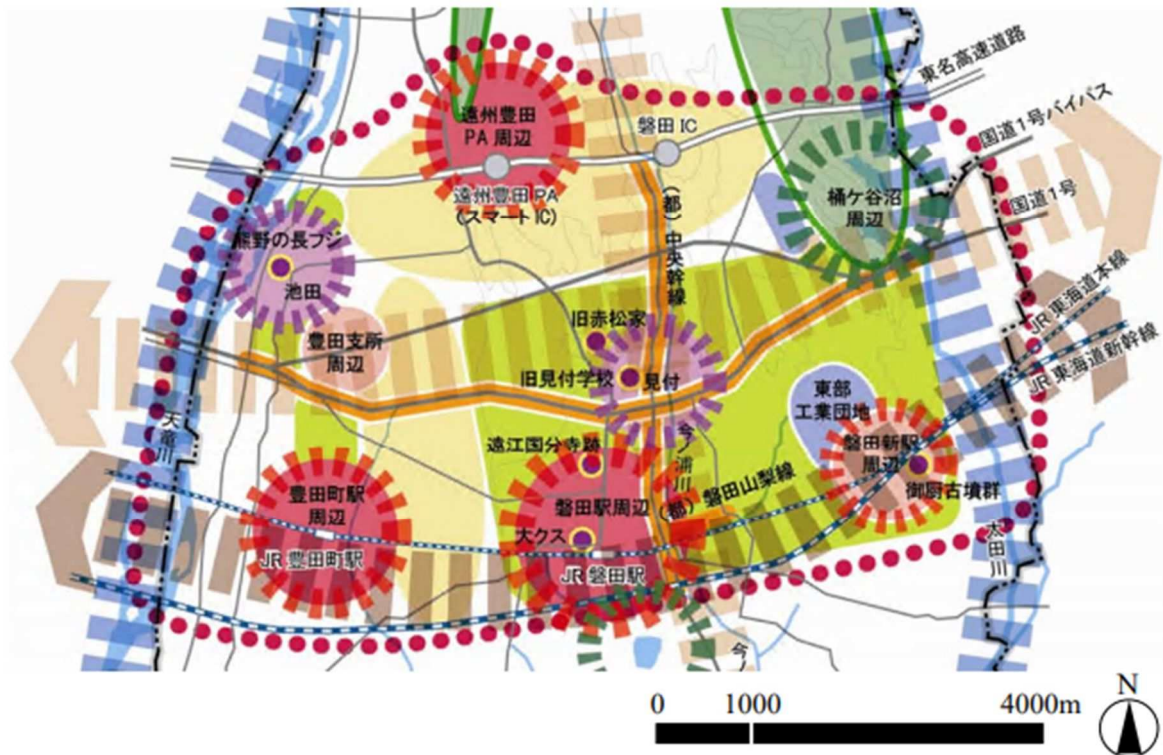 東名高速道路
遠州豊田
PA 周辺
磐田 IC
国道1号バイパス
遠州豊田 PA
(スマート IC)
桶ケ谷沼
周辺
国道1号
(都)中央幹線
熊野の長フジ
池田
JR 東海道本線
旧赤松家
豊田支所
周辺
JR 東海道新幹線
旧見付学校
見付
東部
工業団地
天竜川
遠江国分寺跡
今ノ浦川
磐田新駅
周辺
豊田町駅
周辺
磐田駅周辺
(都)磐田山梨線
御厨古墳群
大クス
太田川
JR 豊田町駅
JR 磐田駅
今
0 1000 4000m
N